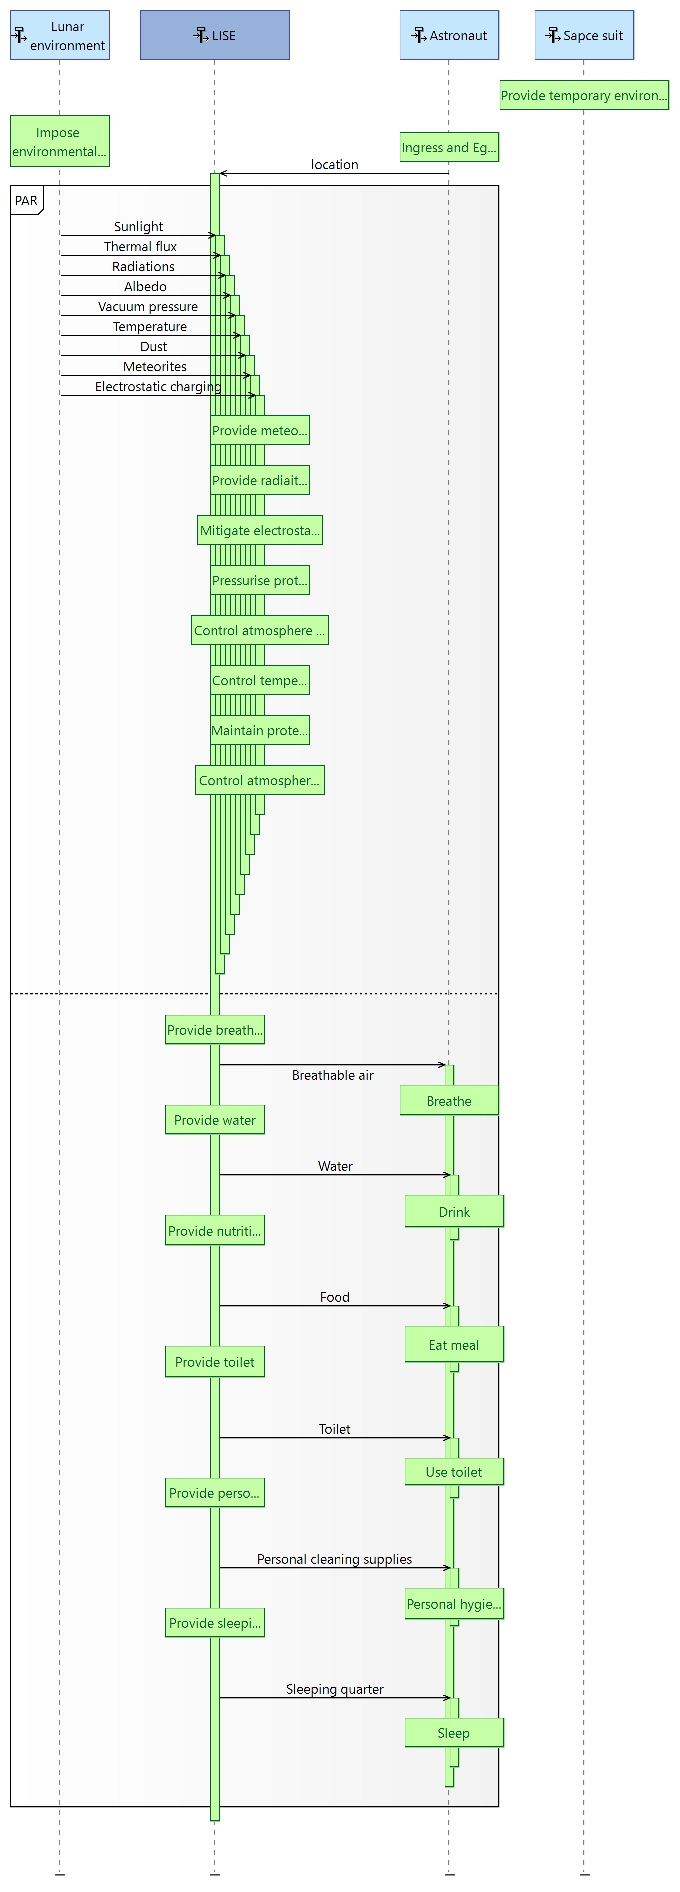 Lunar
environment
LISE
Astronaut
Sapce suit
Provide temporary environ...
Impose
environmental...
Ingress and Eg...
location
PAR
Sunlight
Thermal flux
Radiations
Albedo
Vacuum pressure
Temperature
Dust
Meteorites
Electrostatic charging
Provide meteo...
Provide radiait...
Mitigate electrosta...
Pressurise prot...
Control atmosphere ...
Control tempe...
Maintain prote...
Control atmospher...
Provide breath...
Breathable air
Breathe
Provide water
Water
Drink
Provide nutriti...
Food
Eat meal
Provide toilet
Toilet
Use toilet
Provide perso...
Personal cleaning supplies
Personal hygie...
Provide sleepi...
Sleeping quarter
Sleep